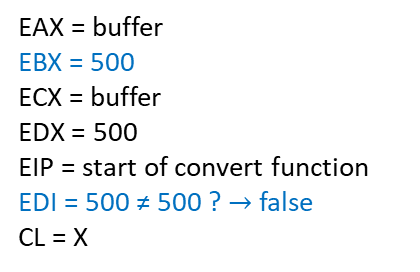 EAX = buffer
EBX = 500
ECX = buffer
EDX = 500
EIP = start of convert function
EDI = 500 ≠ 500 ? → false
CL = X